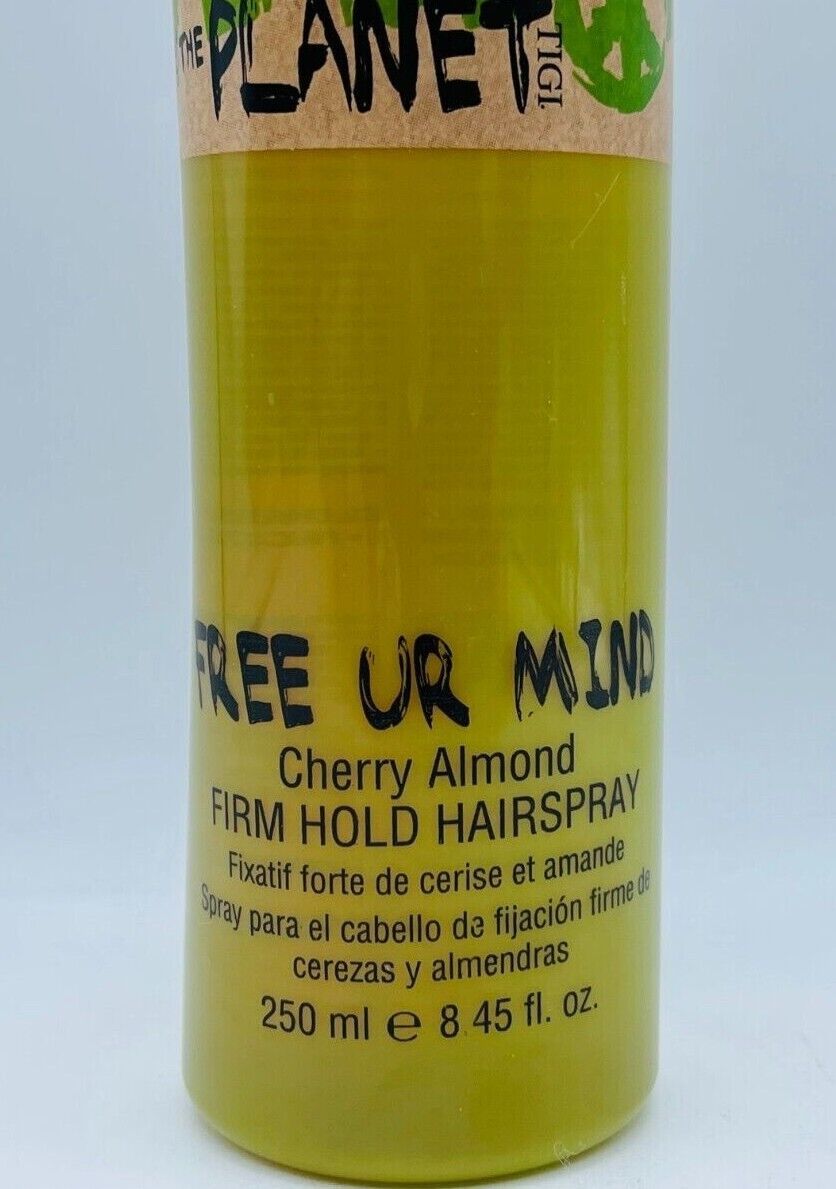 THE PLANET
TIGI
FREE UR MIND
Cherry Almond
FIRM HOLD HAIRSPRAY
Fixatif forte de cerise et amande
Spray para el cabello de fijación firme de
cerezas y almendras
250 ml e 8.45 fl. oz.